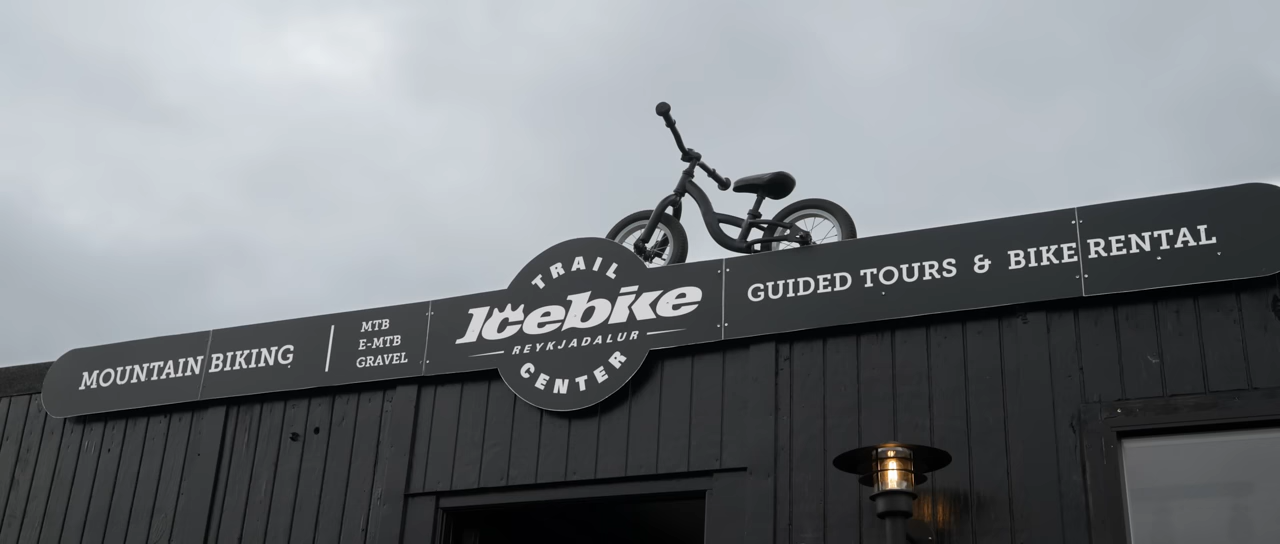 MOUNTAIN BIKING
MTB
E-MTB
GRAVEL
TRAIL
Icebike
REYKJADALUR
CENTER
GUIDED TOURS & BIKE RENTAL